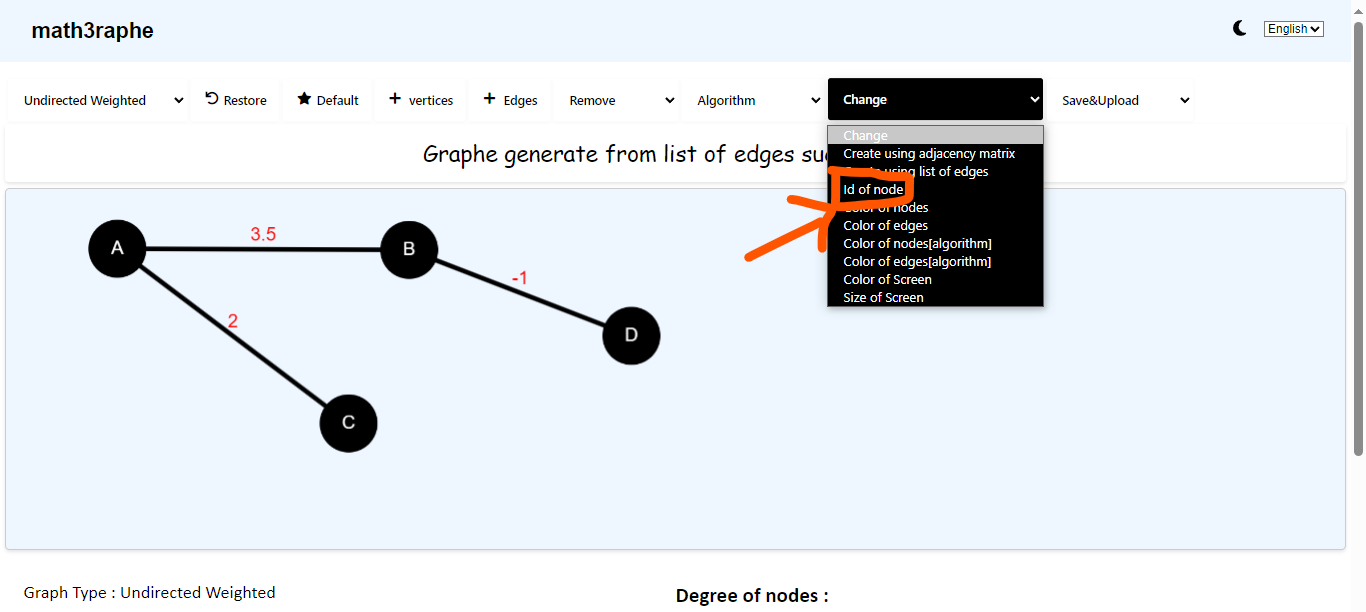 math3raphe
English
Undirected Weighted
Restore
Default
+ vertices
+ Edges
Remove
Algorithm
Change
Save&Upload
Graphe generate from list of edges
Change
Create using adjacency matrix
using list of edges
Id of node
Color of nodes
Color of edges
Color of nodes[algorithm]
Color of edges[algorithm]
Color of Screen
Size of Screen
A
3.5
B
-1
D
2
C
Graph Type : Undirected Weighted
Degree of nodes :